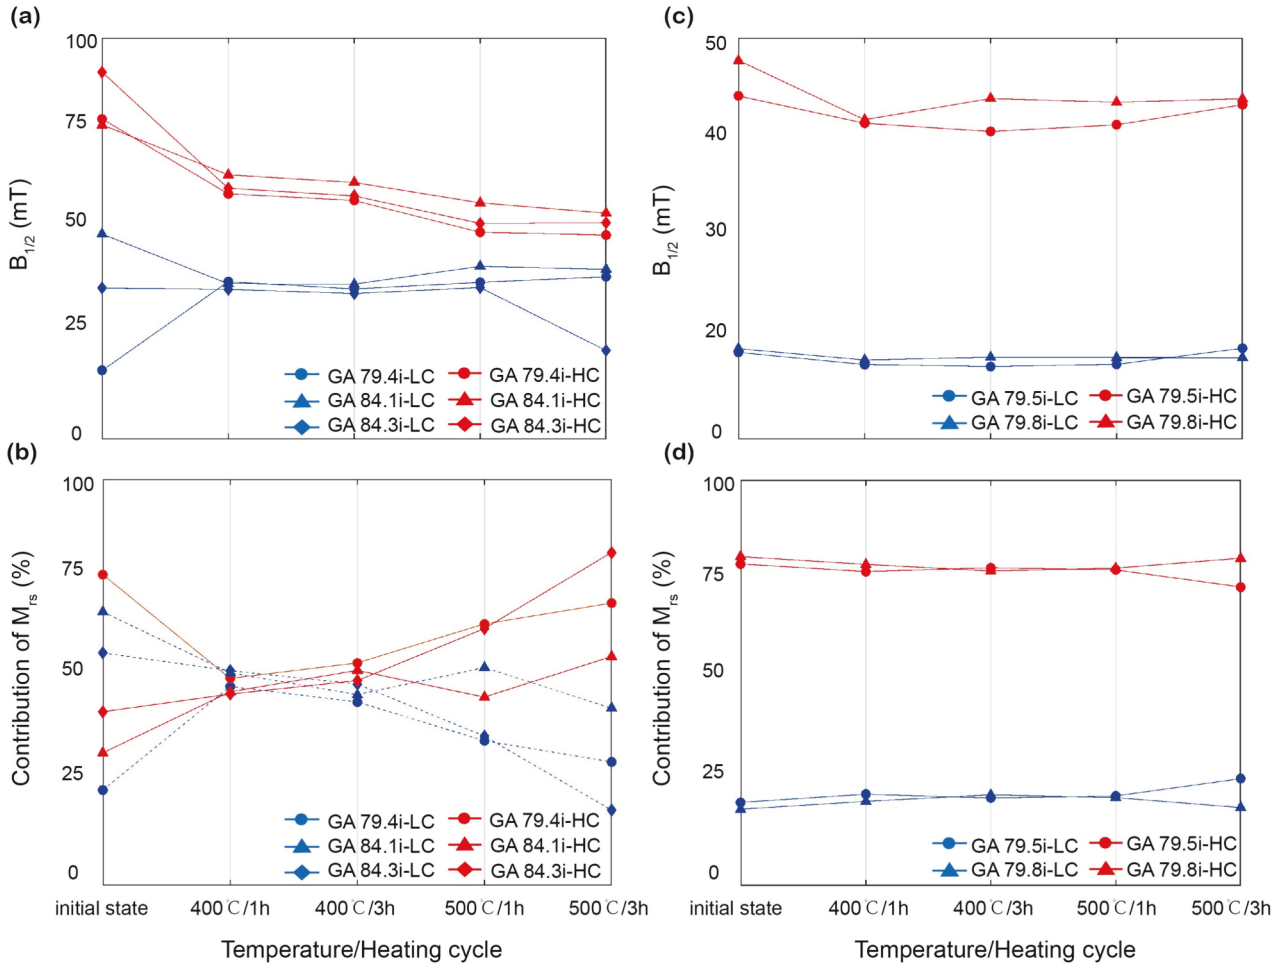 (a)
100
75
50
25
0
B1/2 (mT)
GA 79.4i-LC GA 79.4i-HC
GA 84.1i-LC GA 84.1i-HC
GA 84.3i-LC GA 84.3i-HC
(c)
50
40
30
20
0
B1/2 (mT)
GA 79.5i-LC GA 79.5i-HC
GA 79.8i-LC GA 79.8i-HC
(b)
100
75
50
25
0
Contribution of Mrs (%)
GA 79.4i-LC GA 79.4i-HC
GA 84.1i-LC GA 84.1i-HC
GA 84.3i-LC GA 84.3i-HC
initial state 400℃/1h 400℃/3h 500℃/1h 500℃/3h
Temperature/Heating cycle
(d)
100
75
50
25
0
Contribution of Mrs (%)
GA 79.5i-LC GA 79.5i-HC
GA 79.8i-LC GA 79.8i-HC
initial state 400℃/1h 400℃/3h 500℃/1h 500℃/3h
Temperature/Heating cycle